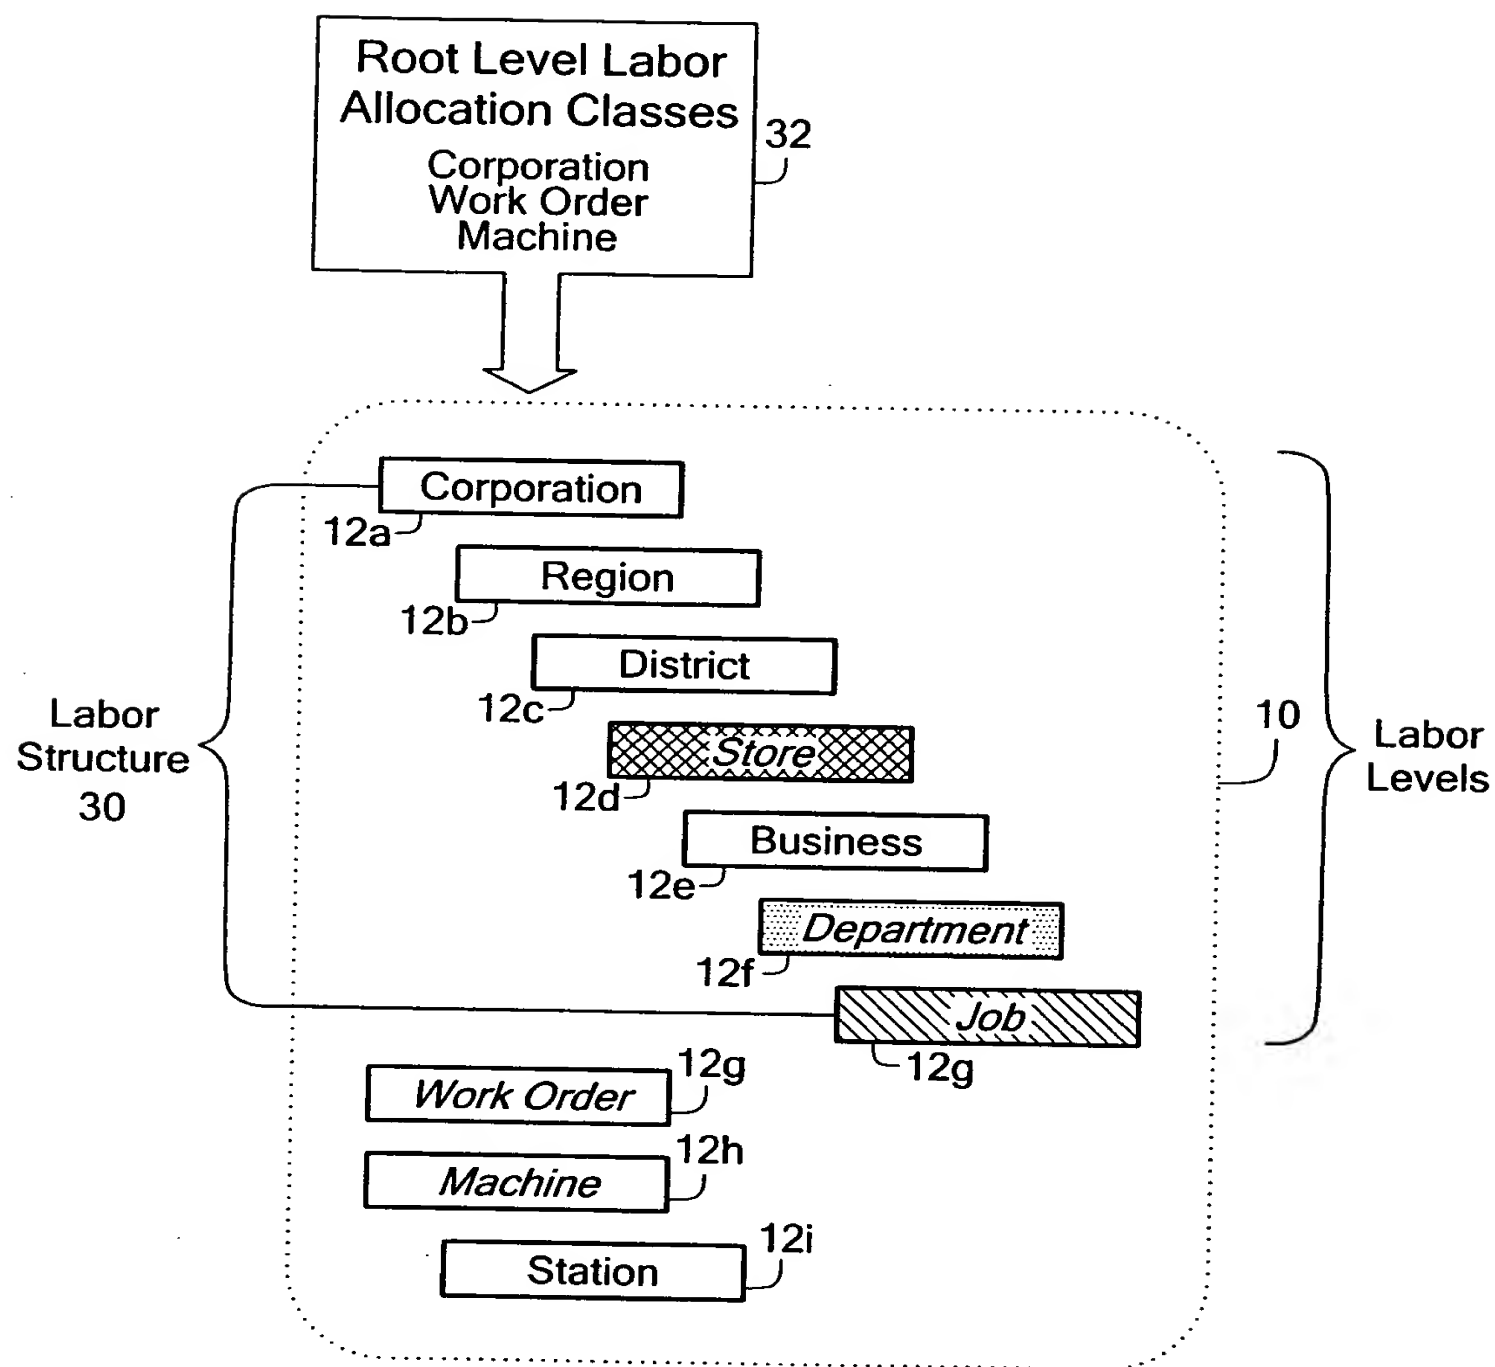 Root Level Labor
Allocation Classes
Corporation
Work Order
Machine
32
Corporation
12a
Region
12b
District
12c
Labor
Structure
30
Store
12d
10
Labor
Levels
Business
12e
Department
12f
Job
12g
Work Order
12g
Machine
12h
Station
12i